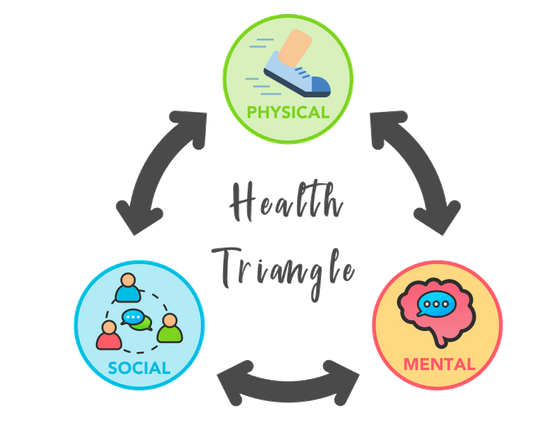 PHYSICAL
Health
Triangle
SOCIAL
MENTAL